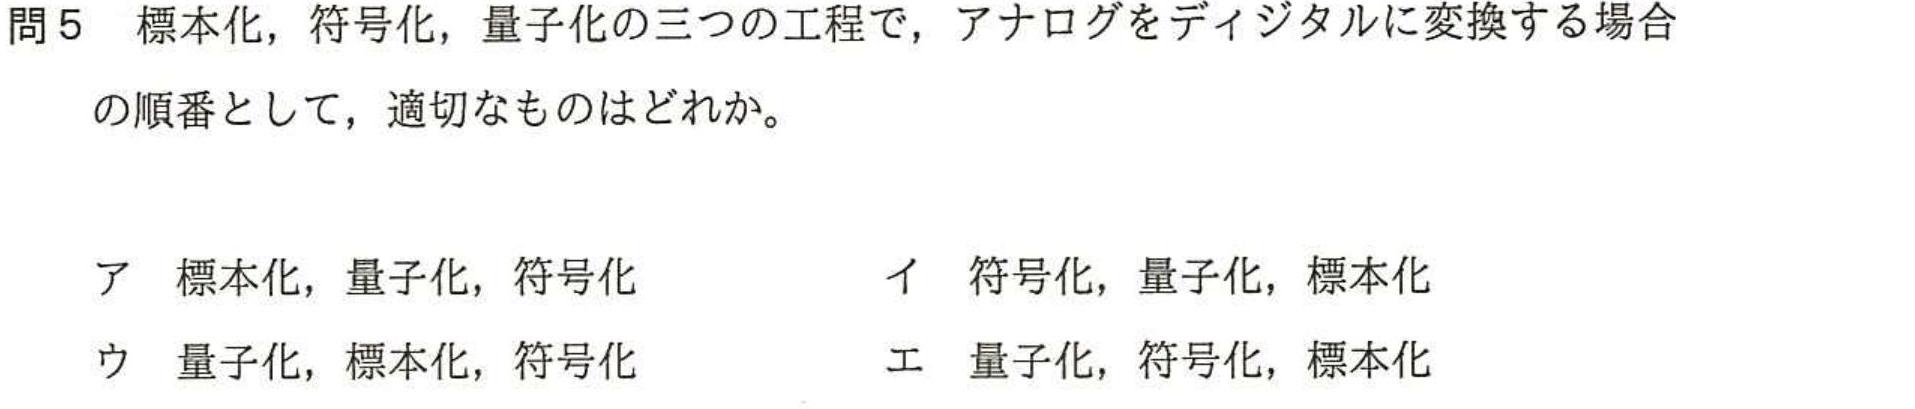 問5　標本化，符号化，量子化の三つの工程で，アナログをディジタルに変換する場合
の順番として，適切なものはどれか。
ア　標本化，量子化，符号化　イ　符号化，量子化，標本化
ウ　量子化，標本化，符号化　エ　量子化，符号化，標本化